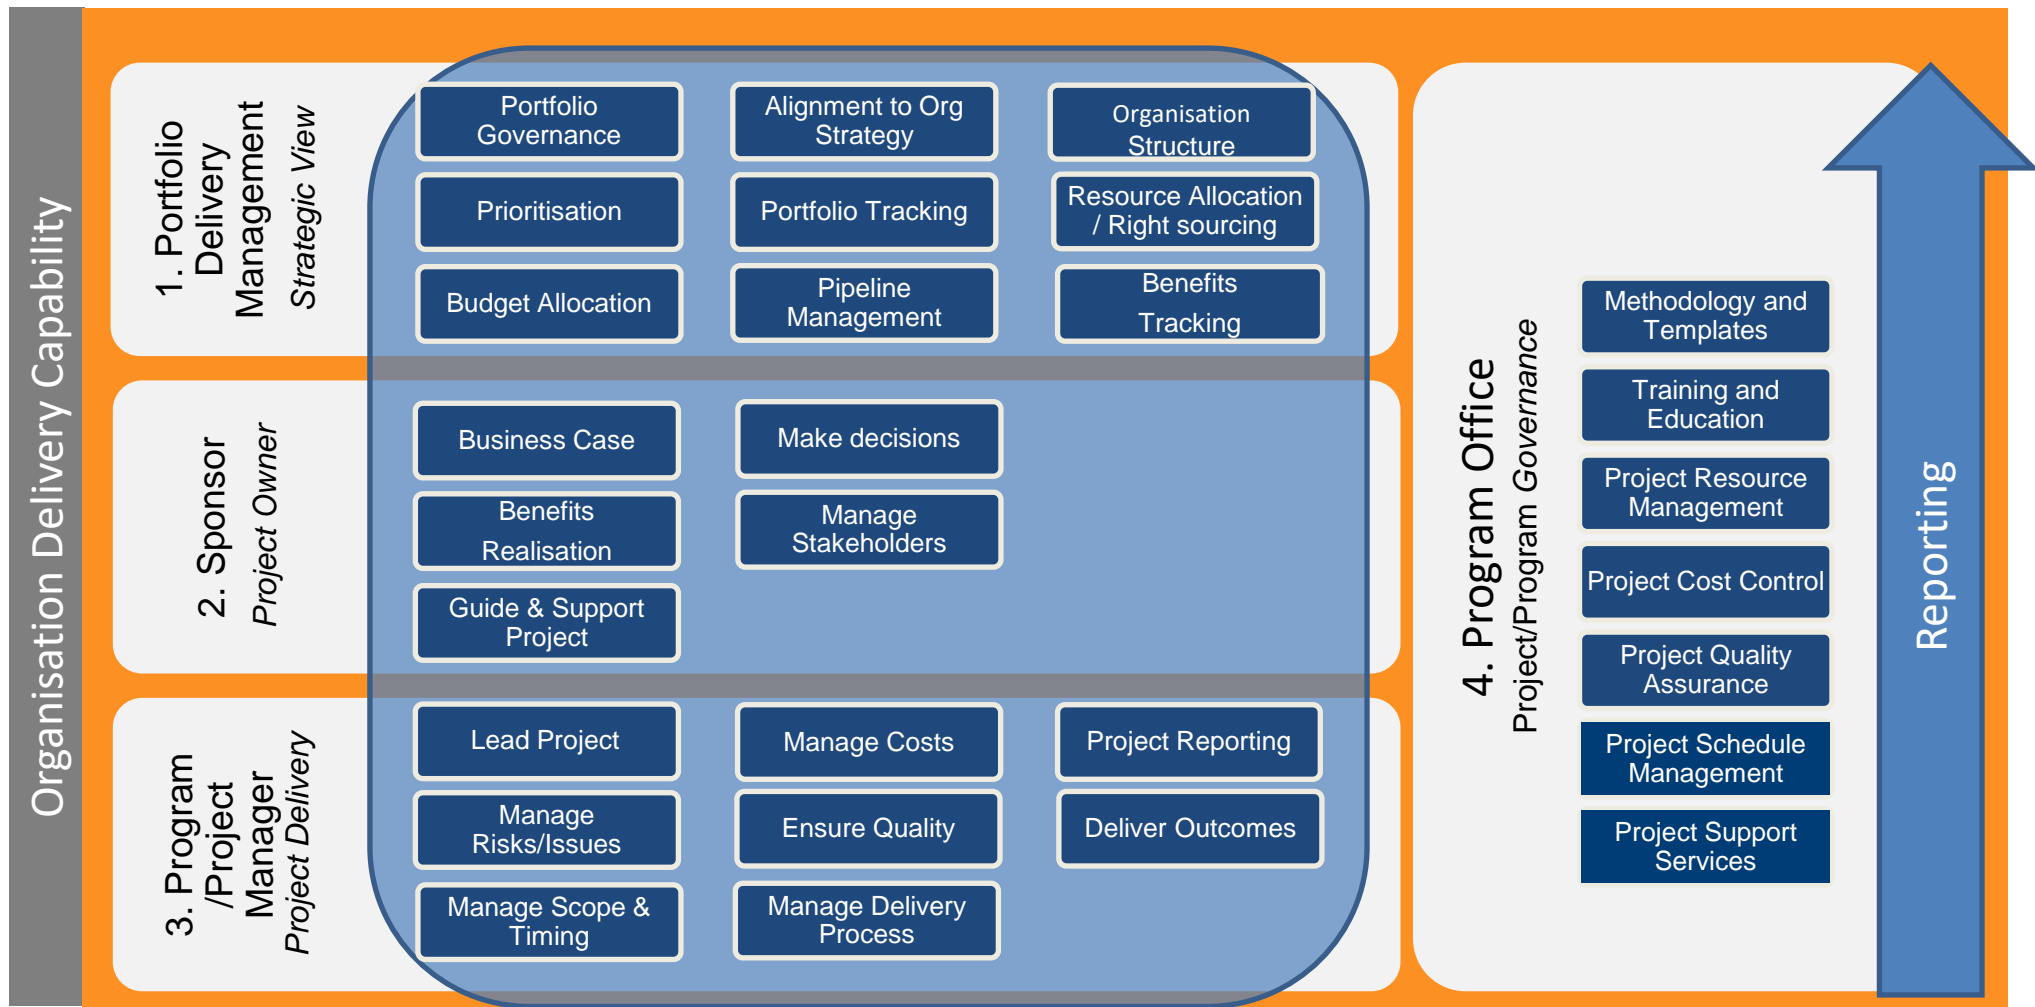 Organisation Delivery Capability
1. Portfolio
Delivery
Management
Strategic View
Portfolio
Governance
Alignment to Org
Strategy
Organisation
Structure
Prioritisation
Portfolio Tracking
Resource Allocation
/ Right sourcing
Budget Allocation
Pipeline
Management
Benefits
Tracking
2. Sponsor
Project Owner
Business Case
Make decisions
Benefits
Realisation
Manage
Stakeholders
Guide & Support
Project
3. Program
/Project
Manager
Project Delivery
Lead Project
Manage Costs
Project Reporting
Manage
Risks/Issues
Ensure Quality
Deliver Outcomes
Manage Scope &
Timing
Manage Delivery
Process
4. Program Office
Project/Program Governance
Methodology and
Templates
Training and
Education
Project Resource
Management
Project Cost Control
Project Quality
Assurance
Project Schedule
Management
Project Support
Services
Reporting